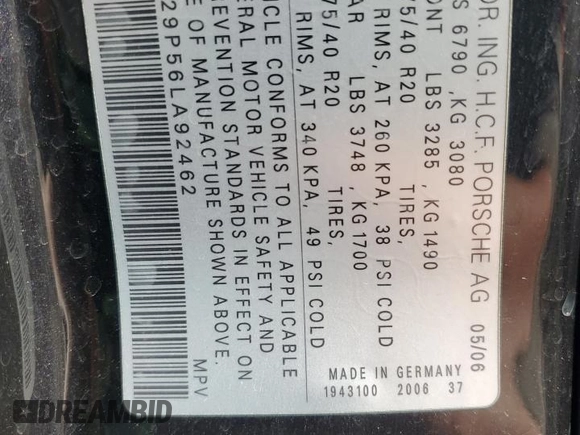 DR. ING. H.C.F. PORSCHE AG 05/06
S 6790 ,KG 3080
ONT LBS 3285 ,KG 1490
75/40 R20 TIRES,
RIMS, AT 260 KPA, 38 PSI COLD
AR LBS 3748 ,KG 1700
75/40 R20 TIRES,
RIMS, AT 340 KPA, 49 PSI COLD
HICLE CONFORMS TO ALL APPLICABLE
ERAL MOTOR VEHICLE SAFETY AND
EVENTION STANDARDS IN EFFECT ON
E OF MANUFACTURE SHOWN ABOVE.
29P56LA92462 MPV
MADE IN GERMANY
1943100 2006 37
DREAMBID